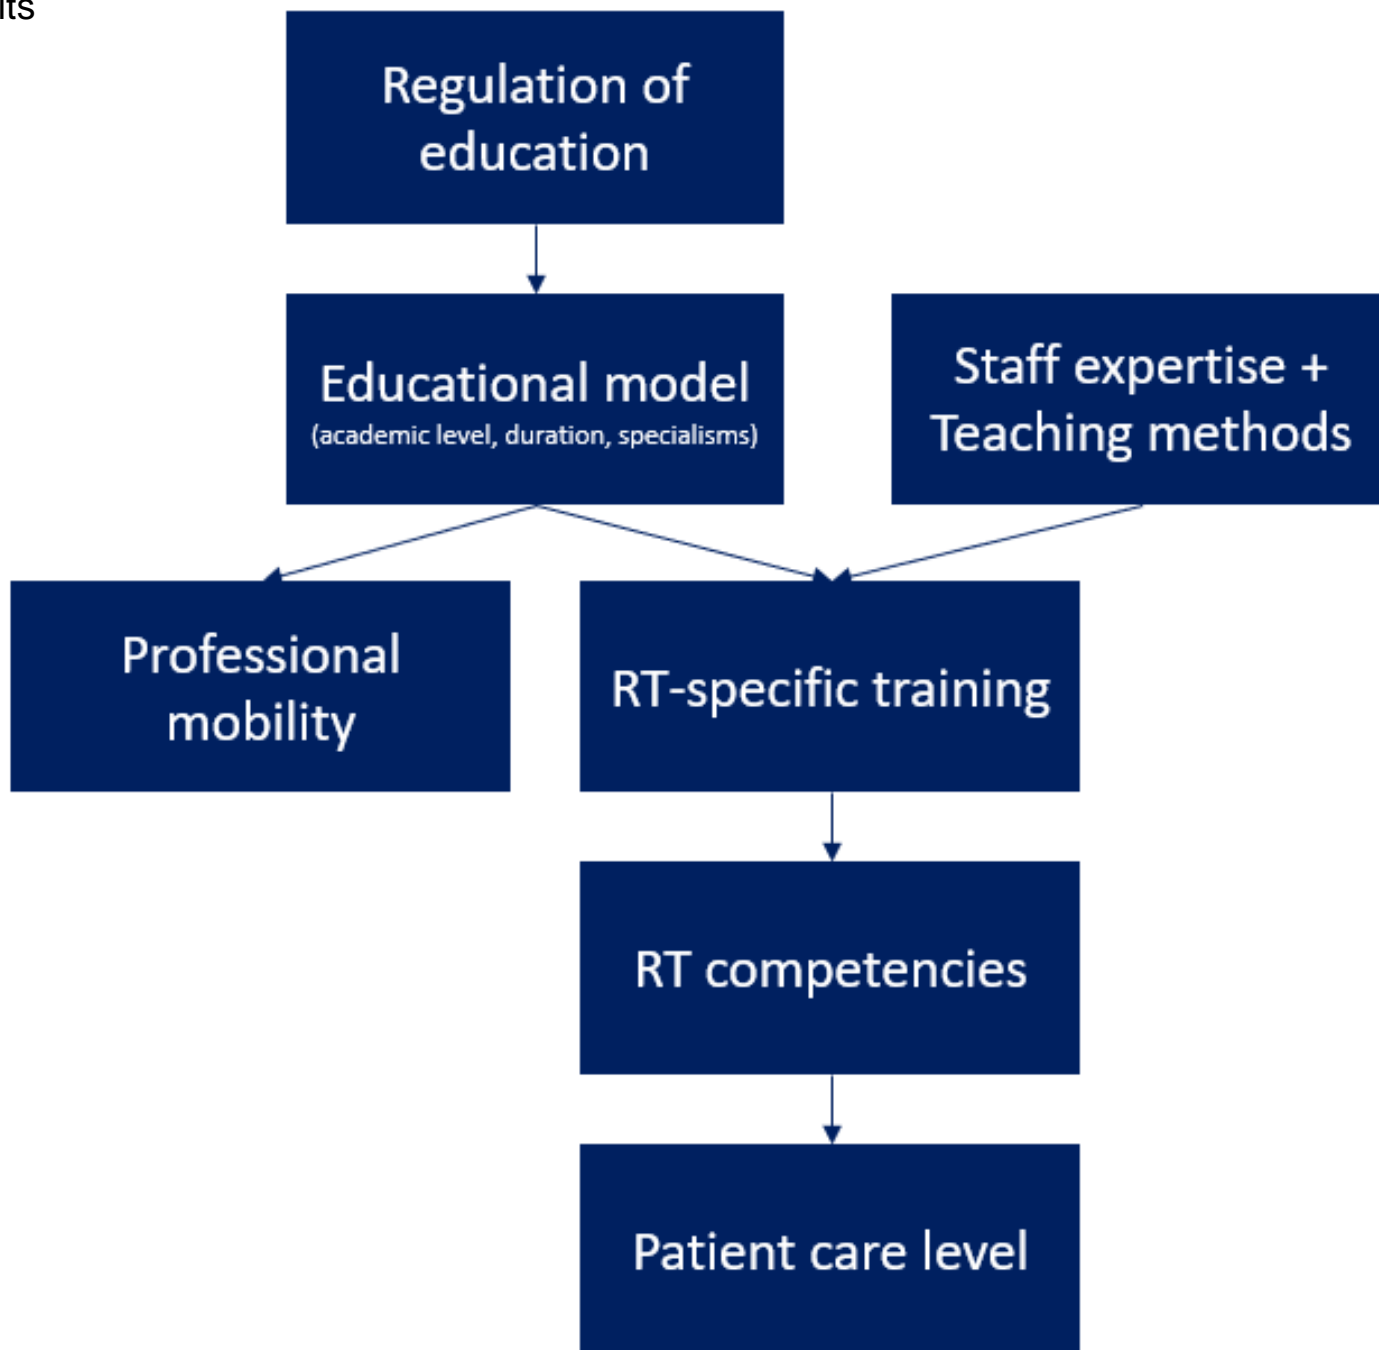 Regulation of
education
Educational model
(academic level, duration, specialisms)
Staff expertise +
Teaching methods
Professional
mobility
RT-specific training
RT competencies
Patient care level